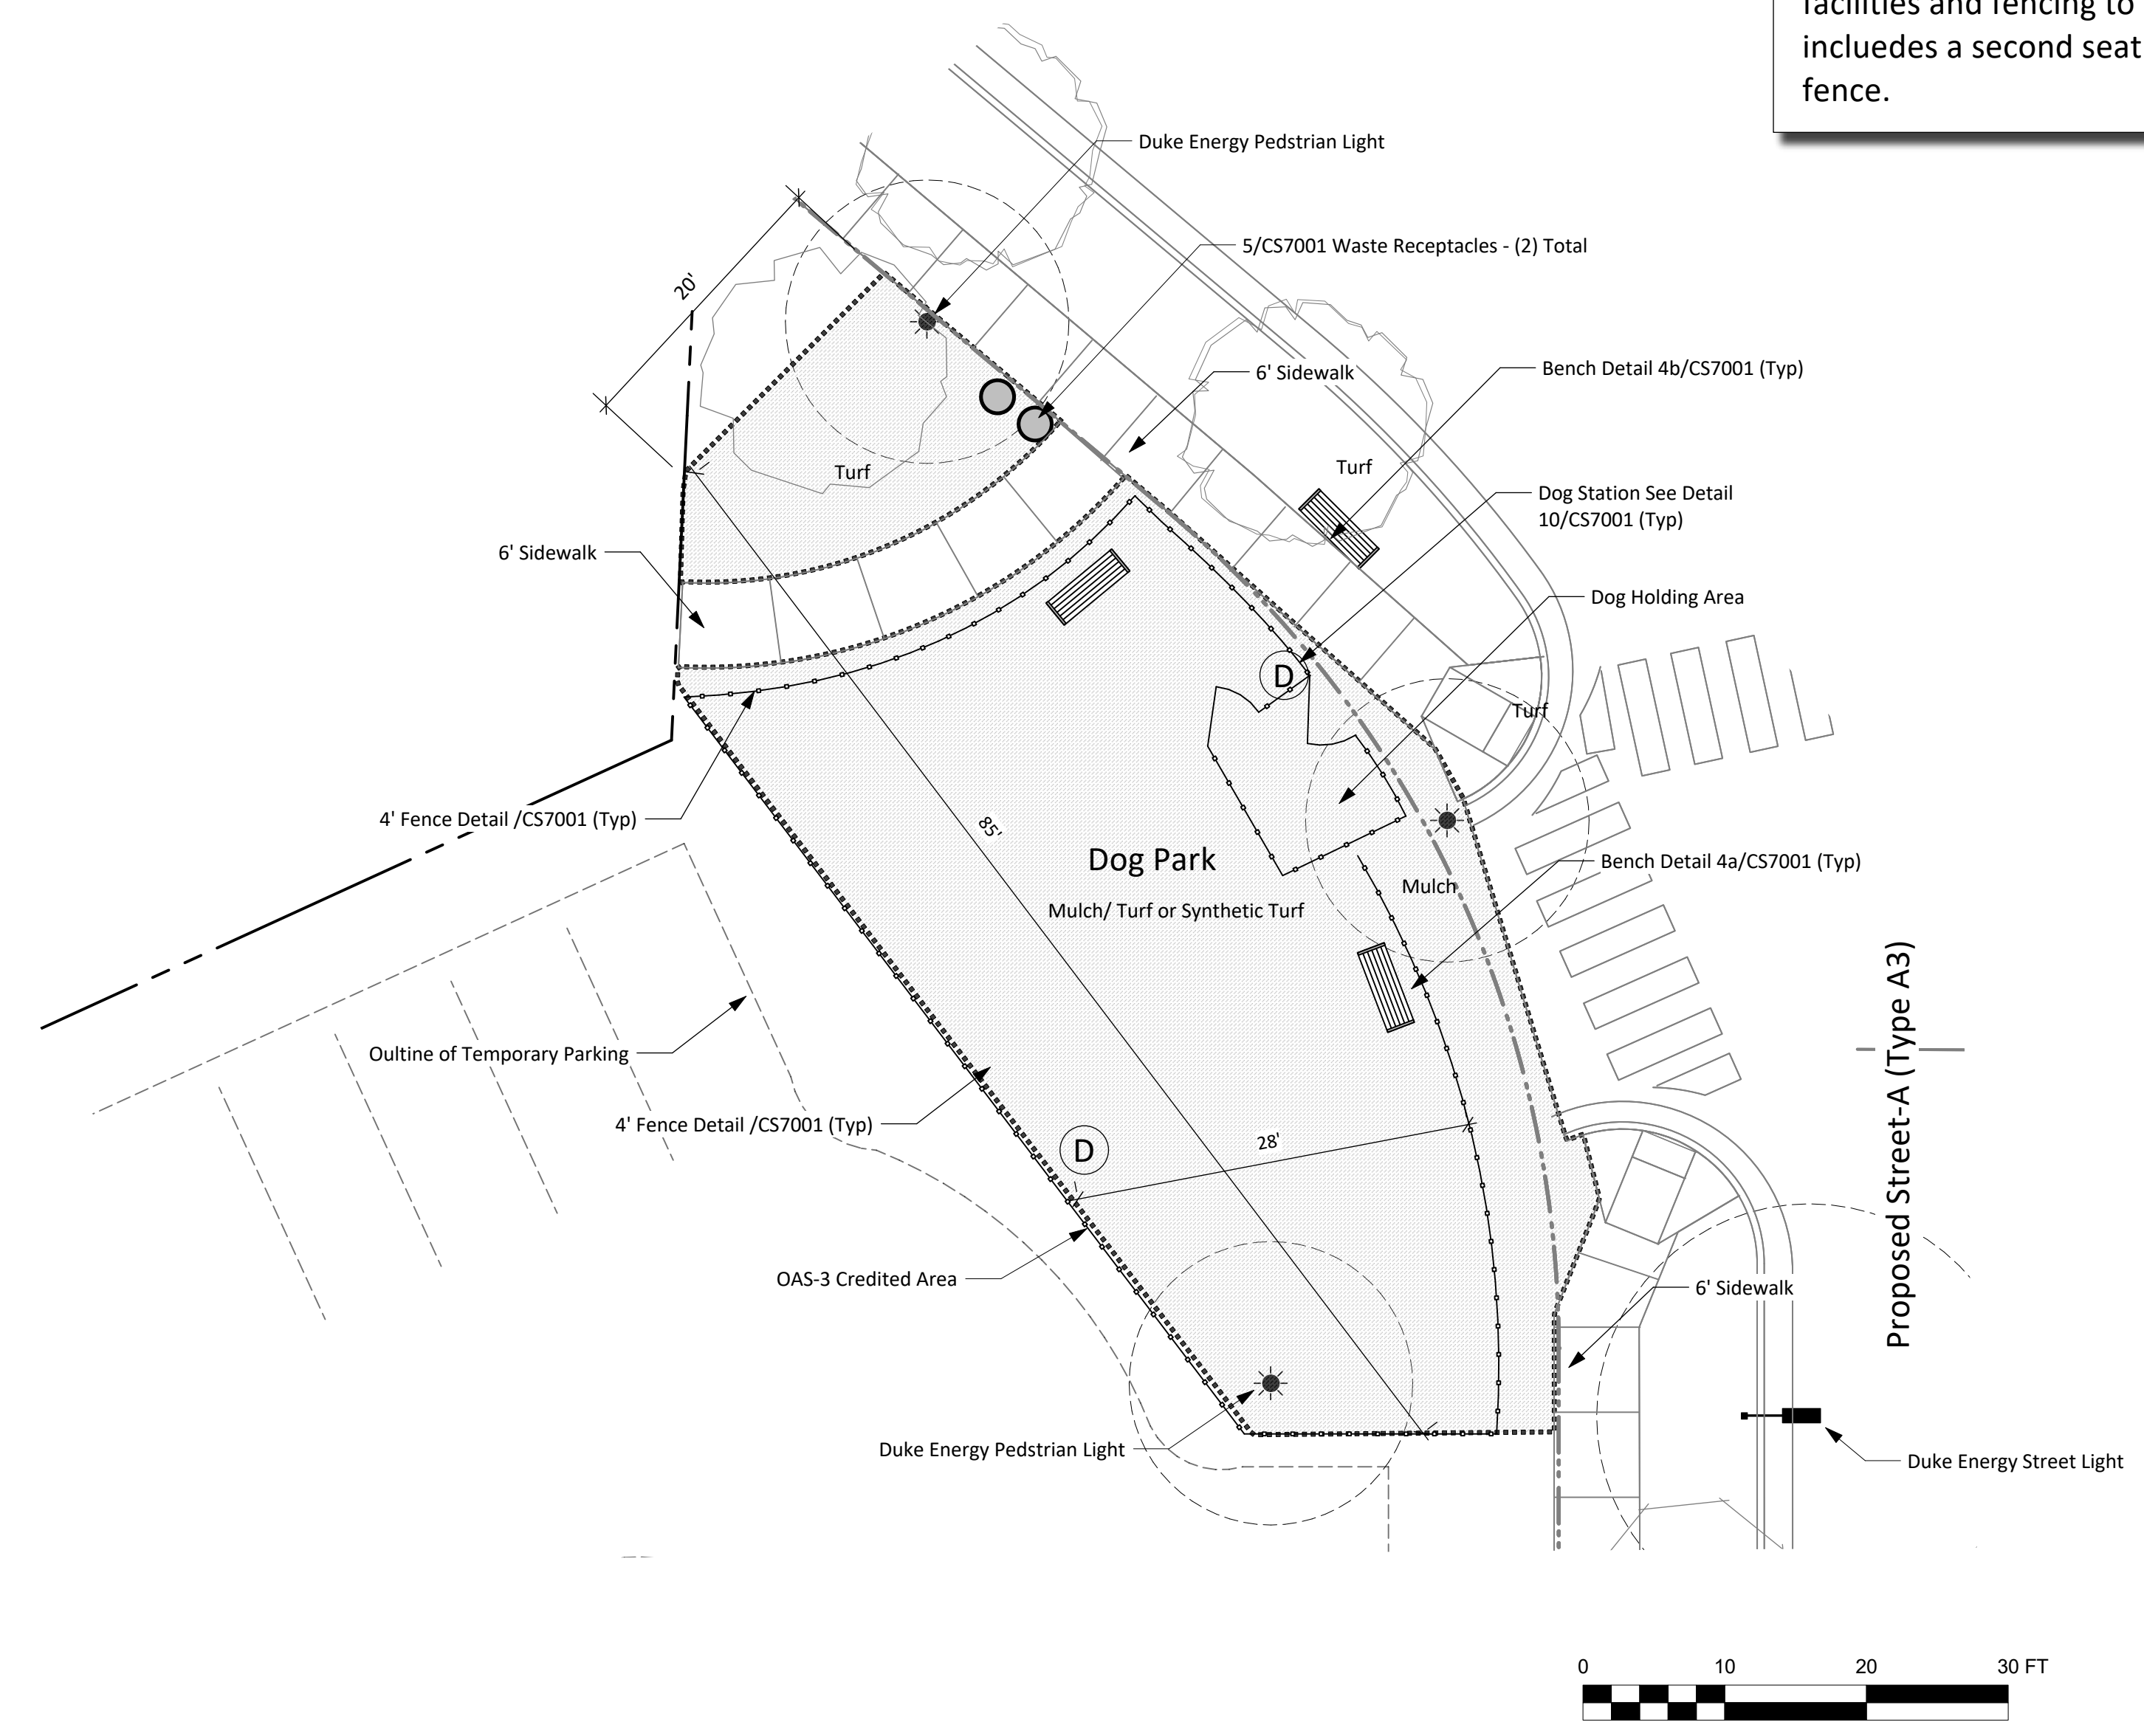 facilities and fencing to
incluedes a second seat
fence.
Duke Energy Pedstrian Light
5/CS7001 Waste Receptacles - (2) Total
20'
6' Sidewalk
Bench Detail 4b/CS7001 (Typ)
Turf
Turf
Dog Station See Detail
10/CS7001 (Typ)
6' Sidewalk
Dog Holding Area
D
Turf
4' Fence Detail /CS7001 (Typ)
85'
Dog Park
Bench Detail 4a/CS7001 (Typ)
Mulch
Mulch/ Turf or Synthetic Turf
Oultine of Temporary Parking
Proposed Street-A (Type A3)
4' Fence Detail /CS7001 (Typ)
D
28'
OAS-3 Credited Area
6' Sidewalk
Duke Energy Pedstrian Light
Duke Energy Street Light
0 10 20 30 FT